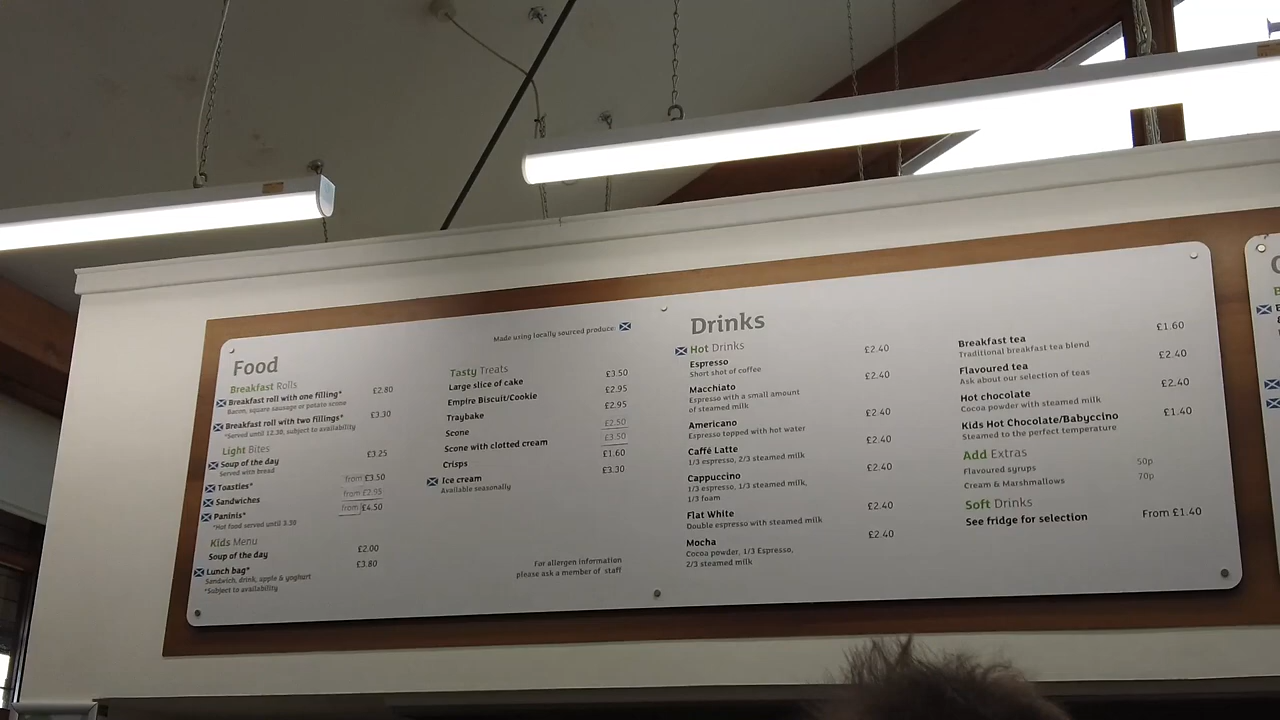 Made using locally sourced produce:
Food
Breakfast Rolls
Breakfast roll with one filling* £2.80
Bacon, square sausage or potato scone
Breakfast roll with two fillings* £3.30
*Served until 12.30, subject to availability
Light Bites
Soup of the day £3.25
Served with bread
Toasties* from £3.50
Sandwiches from £2.95
Paninis* from £4.50
*Hot food served until 3.30
Kids Menu
Soup of the day £2.00
Lunch bag* £3.80
Sandwich, drink, apple & yoghurt
*Subject to availability
Tasty Treats
Large slice of cake £3.50
Empire Biscuit/Cookie £2.95
Traybake £2.95
Scone £2.50
Scone with clotted cream £3.50
Crisps £1.60
Ice cream £3.30
Available seasonally
For allergen information
please ask a member of staff
Drinks
Hot Drinks
Espresso £2.40
Short shot of coffee
Macchiato £2.40
Espresso with a small amount
of steamed milk
Americano £2.40
Espresso topped with hot water
Caffé Latte £2.40
1/3 espresso, 2/3 steamed milk
Cappuccino £2.40
1/3 espresso, 1/3 steamed milk,
1/3 foam
Flat White £2.40
Double espresso with steamed milk
Mocha £2.40
Cocoa powder, 1/3 Espresso,
2/3 steamed milk
Breakfast tea £1.60
Traditional breakfast tea blend
Flavoured tea £2.40
Ask about our selection of teas
Hot chocolate £2.40
Cocoa powder with steamed milk
Kids Hot Chocolate/Babyccino £1.40
Steamed to the perfect temperature
Add Extras
Flavoured syrups 50p
Cream & Marshmallows 70p
Soft Drinks
See fridge for selection From £1.40